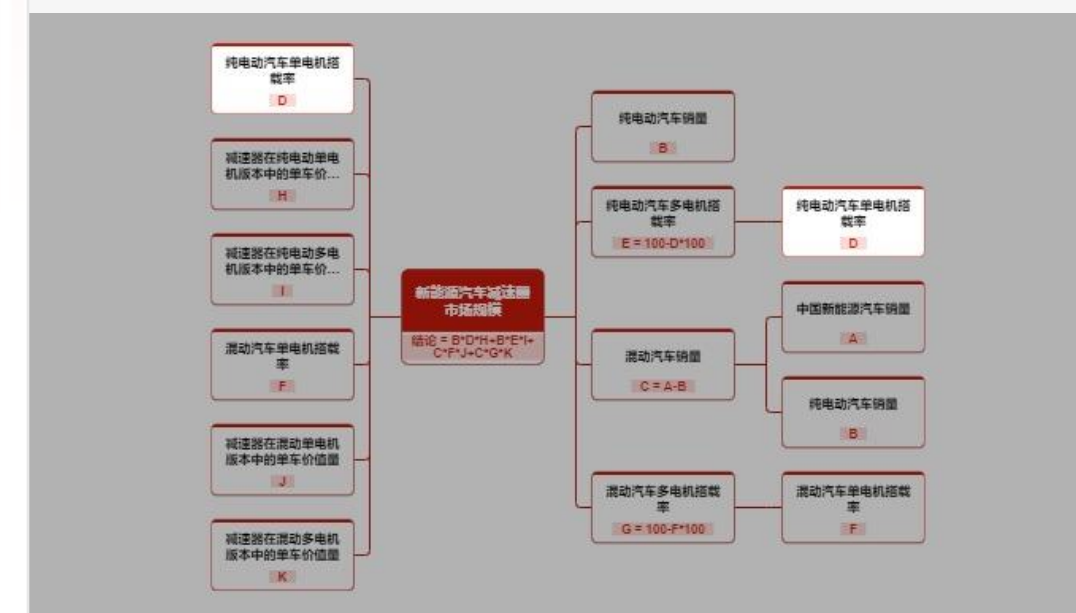 纯电动汽车单电机搭
载率
D
减速器在纯电动单电
机版本中的单车价...
H
减速器在纯电动多电
机版本中的单车价...
I
混动汽车单电机搭载
率
F
减速器在混动单电机
版本中的单车价值量
J
减速器在混动多电机
版本中的单车价值量
K
新能源汽车减速器
市场规模
结论 = B*D*H+B*E*I+
C*F*J+C*G*K
纯电动汽车销量
B
纯电动汽车多电机搭
载率
E = 100-D*100
混动汽车销量
C = A-B
混动汽车多电机搭载
率
G = 100-F*100
纯电动汽车单电机搭
载率
D
中国新能源汽车销量
A
纯电动汽车销量
B
混动汽车单电机搭载
率
F